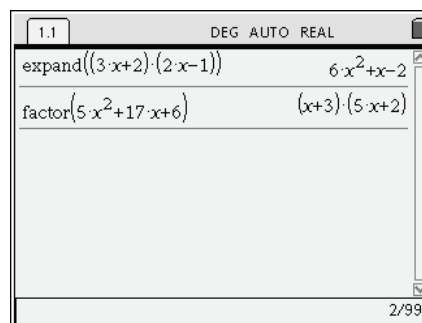 1.1 DEG AUTO REAL
expand((3·x+2)·(2·x−1)) 6·x²+x−2
factor(5·x²+17·x+6) (x+3)·(5·x+2)
2/99